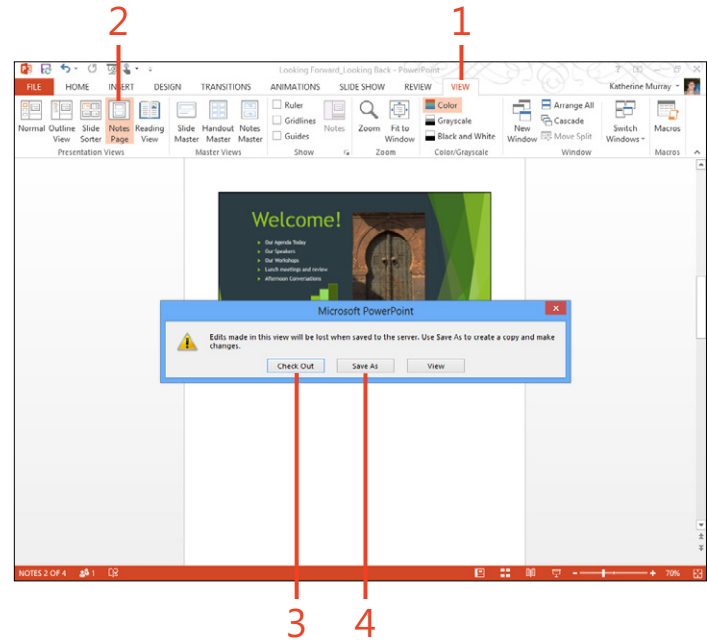 2
1
Looking Forward_Looking Back - PowerPoint
FILE HOME INSERT DESIGN TRANSITIONS ANIMATIONS SLIDE SHOW REVIEW VIEW Katherine Murray
Normal Outline View Slide Sorter Notes Page Reading View
Presentation Views
Slide Master Handout Master Notes Master
Master Views
Ruler
Gridlines
Guides
Notes
Show
Zoom Fit to Window
Zoom
Color
Grayscale
Black and White
Color/Grayscale
New Window
Arrange All
Cascade
Move Split
Switch Windows
Window
Macros
Macros
Welcome!
Our Agenda Today
Our Speakers
Our Workshops
Lunch meetings and review
Afternoon Conversations
Microsoft PowerPoint
Edits made in this view will be lost when saved to the server. Use Save As to create a copy and make
changes.
Check Out Save As View
NOTES 2 OF 4 1 70%
3
4